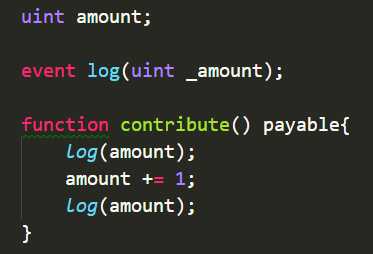 uint amount;
event log(uint _amount);
function contribute() payable{
log(amount);
amount += 1;
log(amount);
}